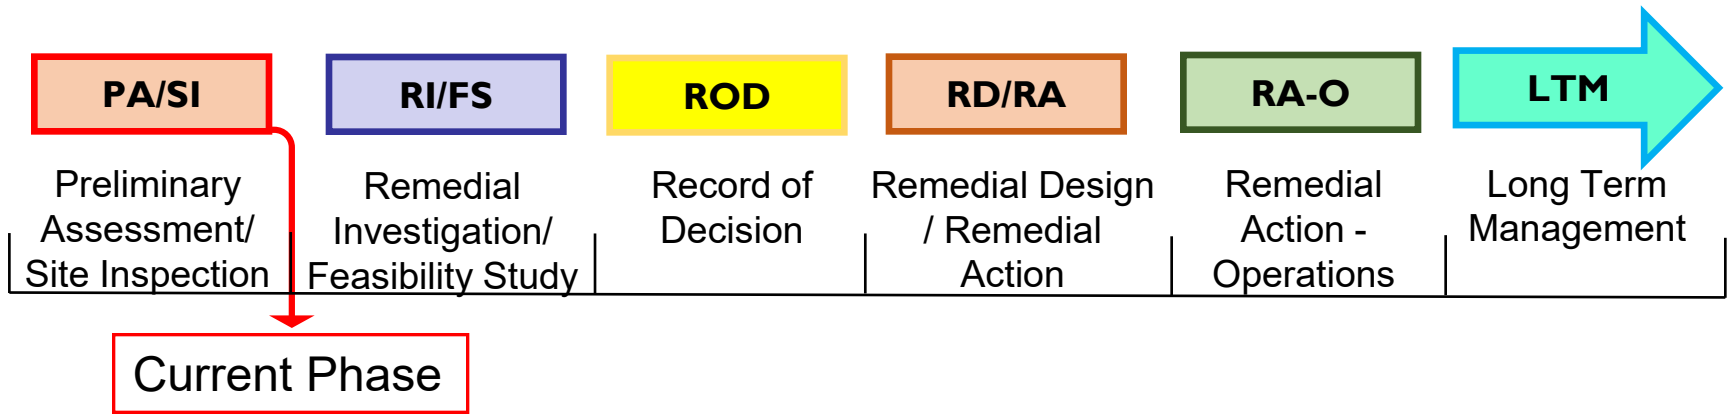 PA/SI
RI/FS
ROD
RD/RA
RA-O
LTM
Preliminary
Assessment/
Site Inspection
Remedial
Investigation/
Feasibility Study
Record of
Decision
Remedial Design
/ Remedial
Action
Remedial
Action -
Operations
Long Term
Management
Current Phase